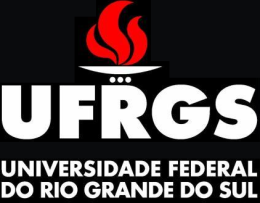 UFRGS
UNIVERSIDADE FEDERAL
DO RIO GRANDE DO SUL